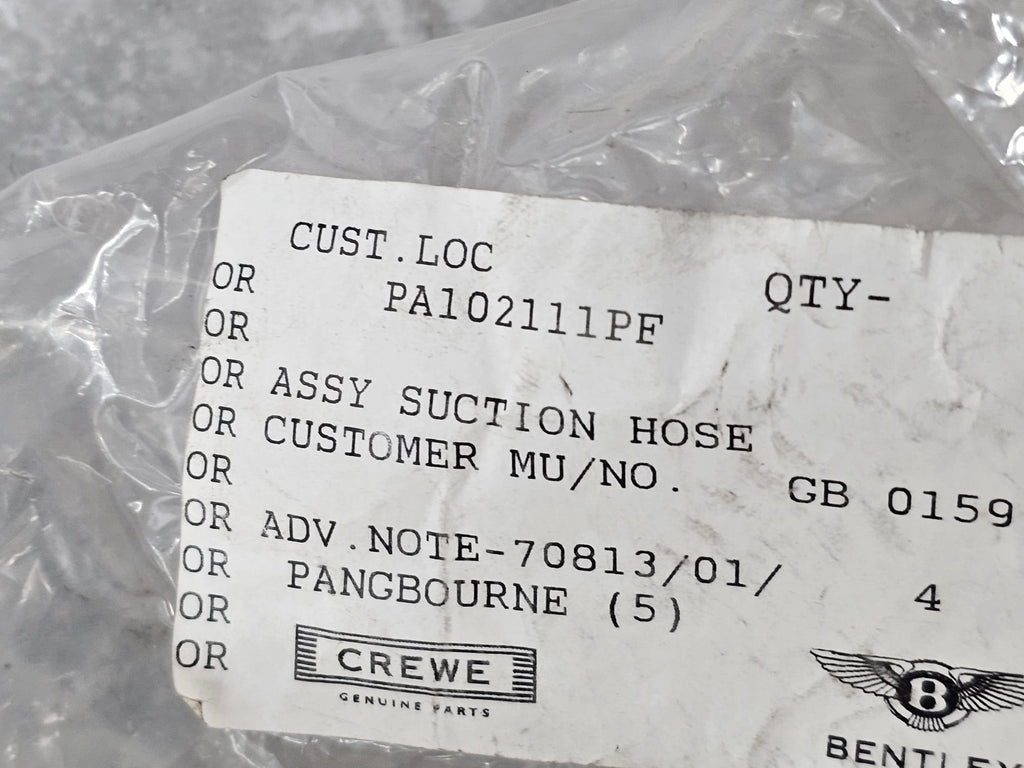 CUST.LOC
OR PA102111PF QTY-
OR
OR ASSY SUCTION HOSE
OR CUSTOMER MU/NO. GB 0159
OR
OR ADV.NOTE-70813/01/ 4
OR PANGBOURNE (5)
OR
OR
CREWE
GENUINE PARTS
B
BENTLEY